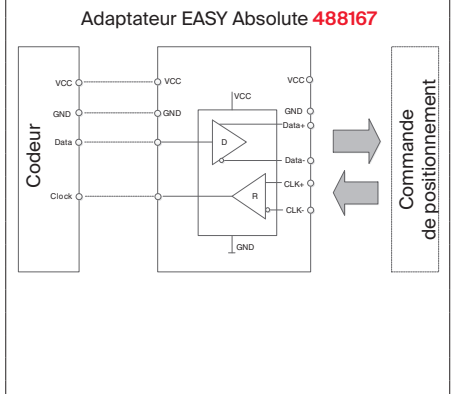 Adaptateur EASY Absolute 488167
Codeur
VCC
GND
Data
Clock
VCC
GND
VCC
D
R
GND
VCC
GND
Data+
Data-
CLK+
CLK-
Commande
de positionnement